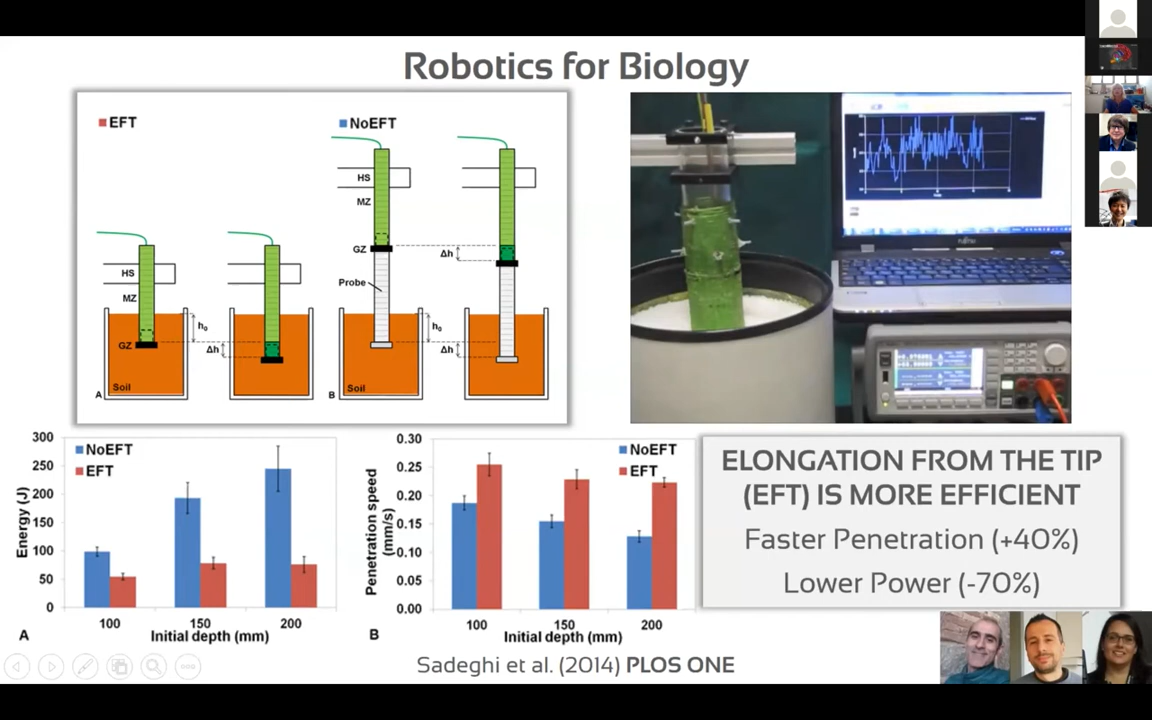 Robotics for Biology
EFT
NoEFT
HS
MZ
GZ
Soil
A
h₀
Δh
HS
MZ
GZ
Probe
Soil
B
h₀
Δh
Δh
FUJITSU
300
250
200
150
100
50
0
Energy (J)
NoEFT
EFT
100 150 200
Initial depth (mm)
A
0.30
0.25
0.20
0.15
0.10
0.05
0.00
Penetration speed
(mm/s)
NoEFT
EFT
100 150 200
Initial depth (mm)
B
ELONGATION FROM THE TIP
(EFT) IS MORE EFFICIENT
Faster Penetration (+40%)
Lower Power (-70%)
Sadeghi et al. (2014) PLOS ONE